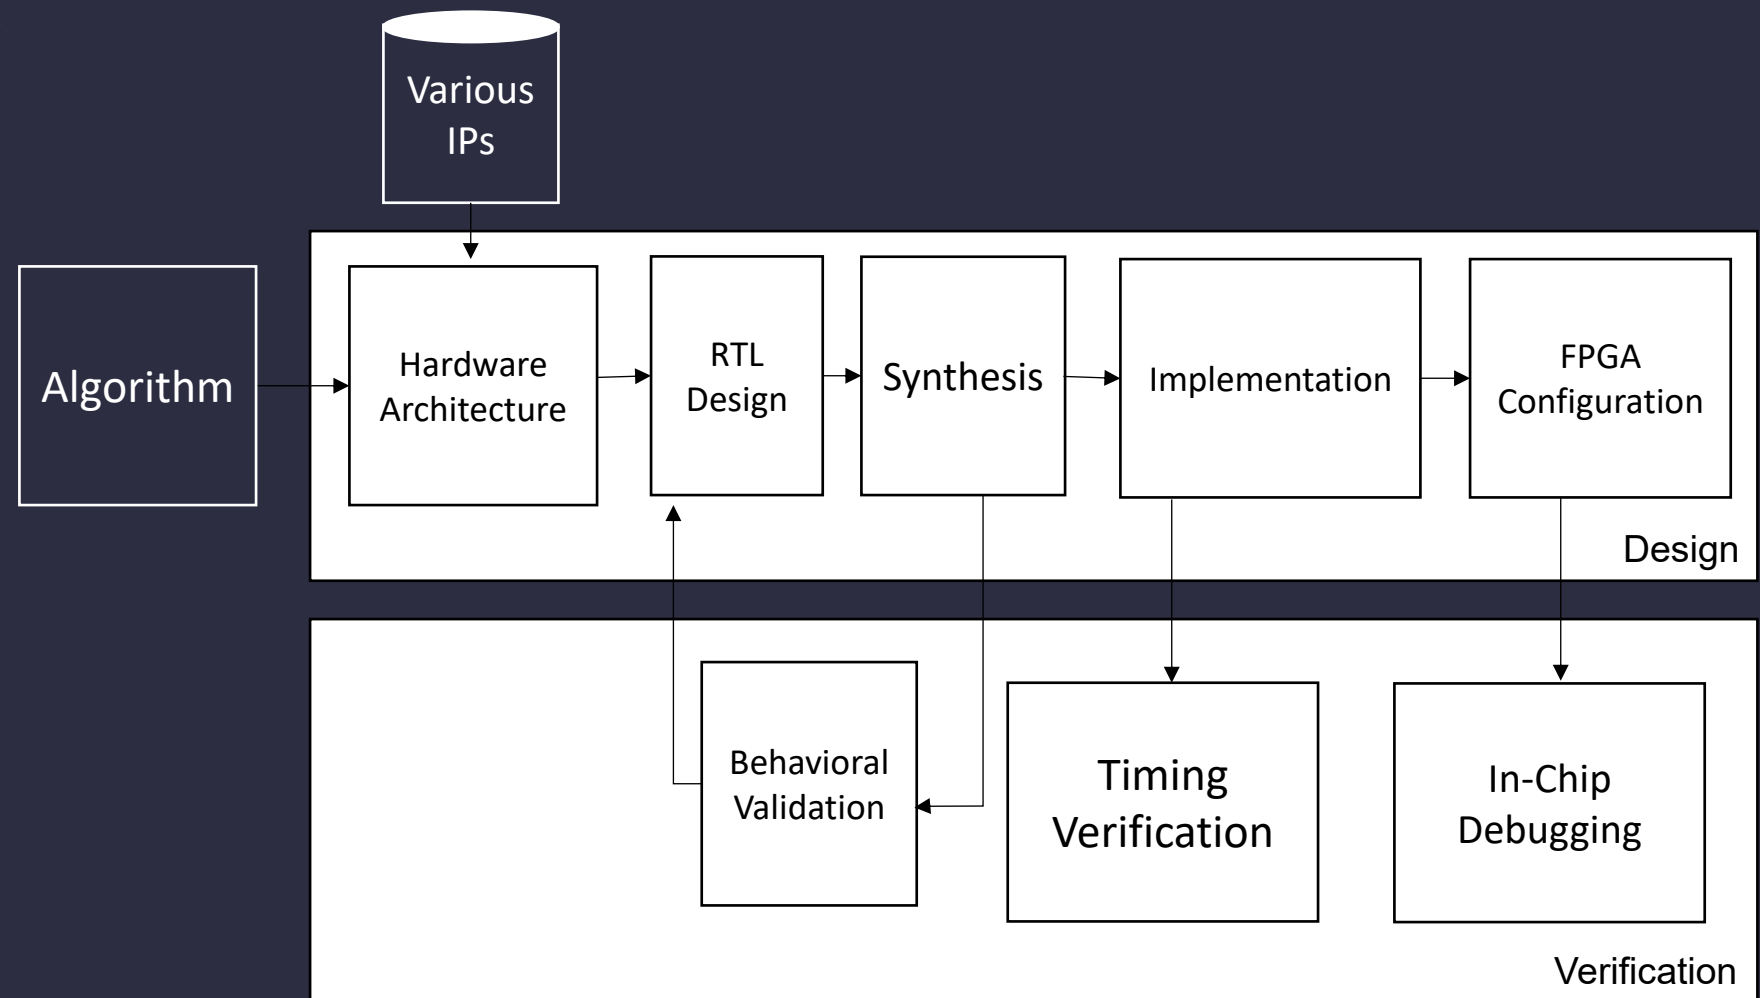 Various
IPs
Algorithm
Hardware
Architecture
RTL
Design
Synthesis
Implementation
FPGA
Configuration
Design
Behavioral
Validation
Timing
Verification
In-Chip
Debugging
Verification